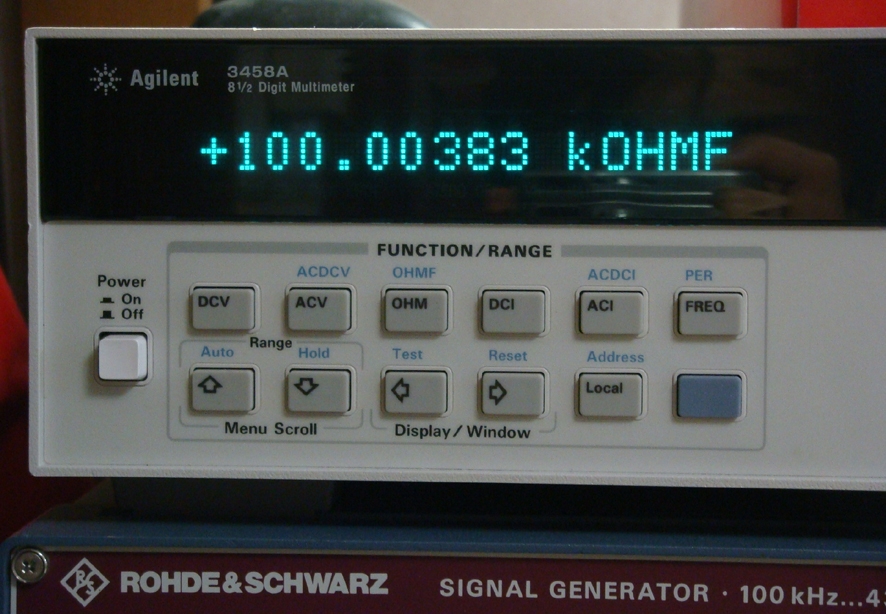 Agilent 3458A
8½ Digit Multimeter
+100.00383 kOHMF
FUNCTION/RANGE
Power
On
Off
ACDCV OHMF ACDCI PER
DCV ACV OHM DCI ACI FREQ
Range
Auto Hold Test Reset Address
Local
Menu Scroll Display/Window
ROHDE&SCHWARZ SIGNAL GENERATOR · 100 kHz...